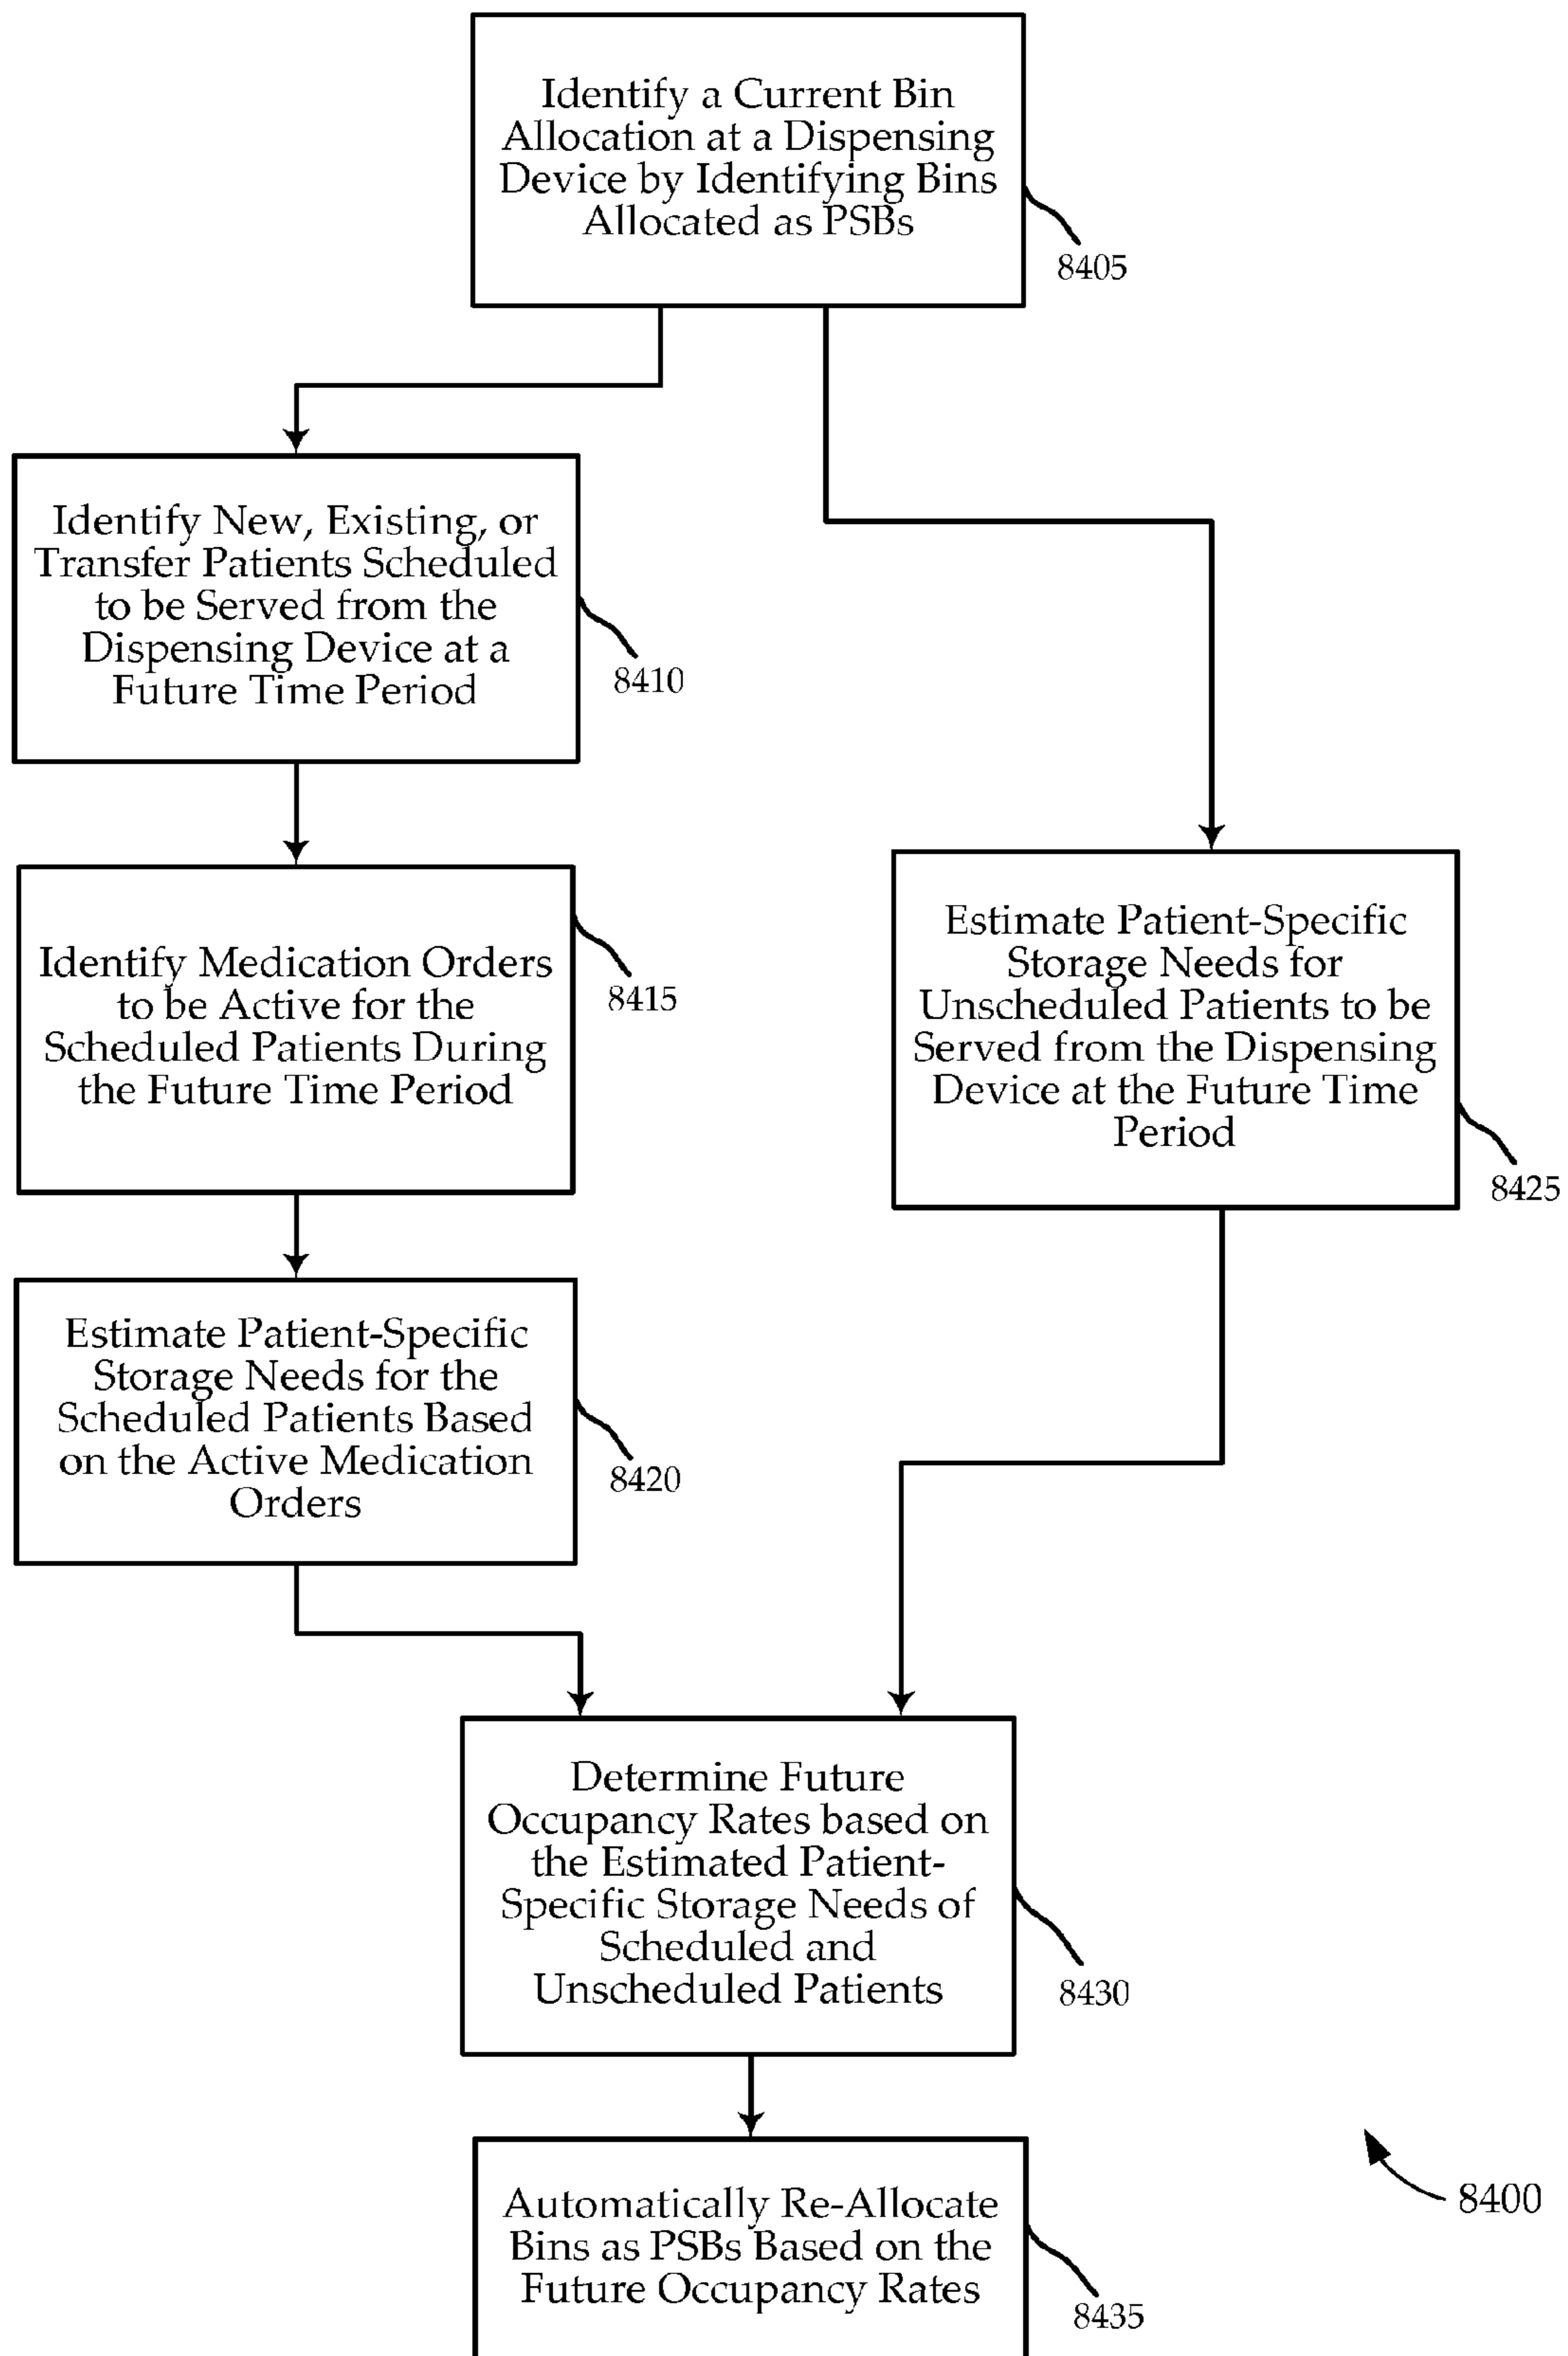 Identify a Current Bin
Allocation at a Dispensing
Device by Identifying Bins
Allocated as PSBs
8405
Identify New, Existing, or
Transfer Patients Scheduled
to be Served from the
Dispensing Device at a
Future Time Period
8410
Identify Medication Orders
to be Active for the
Scheduled Patients During
the Future Time Period
8415
Estimate Patient-Specific
Storage Needs for
Unscheduled Patients to be
Served from the Dispensing
Device at the Future Time
Period
8425
Estimate Patient-Specific
Storage Needs for the
Scheduled Patients Based
on the Active Medication
Orders
8420
Determine Future
Occupancy Rates based on
the Estimated Patient-
Specific Storage Needs of
Scheduled and
Unscheduled Patients
8430
Automatically Re-Allocate
Bins as PSBs Based on the
Future Occupancy Rates
8435
8400